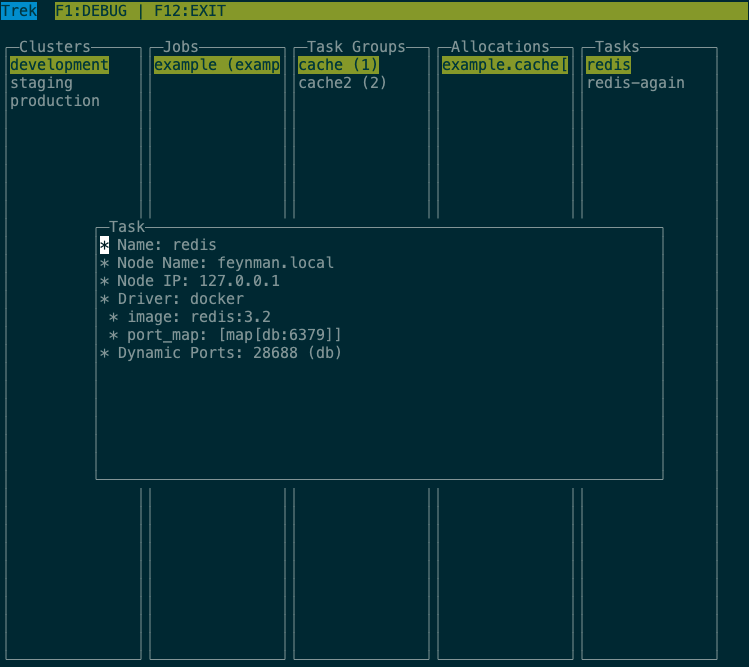 Trek F1:DEBUG | F12:EXIT
Clusters Jobs Task Groups Allocations Tasks
development example (examp cache (1) example.cache[ redis
staging cache2 (2) redis-again
production
Task
* Name: redis
* Node Name: feynman.local
* Node IP: 127.0.0.1
* Driver: docker
* image: redis:3.2
* port_map: [map[db:6379]]
* Dynamic Ports: 28688 (db)